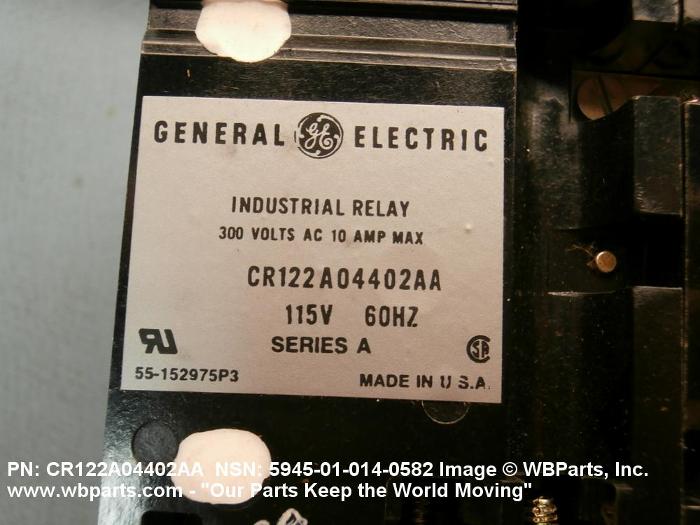 GENERAL GE ELECTRIC
INDUSTRIAL RELAY
300 VOLTS AC 10 AMP MAX
CR122A04402AA
115V 60HZ
SERIES A
55-152975P3
MADE IN U.S.A.
PN: CR122A04402AA NSN: 5945-01-014-0582 Image © WBParts, Inc.
www.wbparts.com - "Our Parts Keep the World Moving"